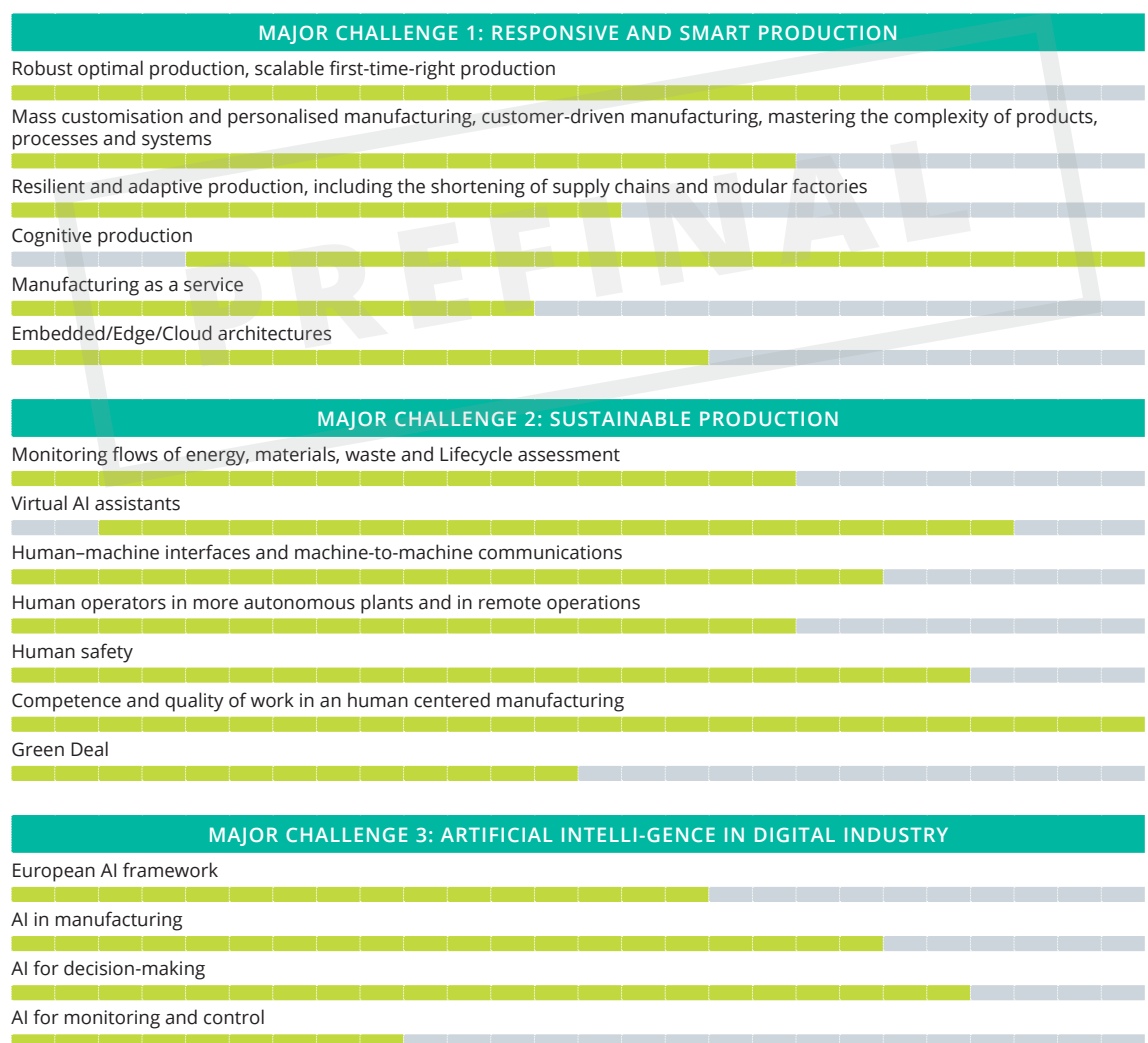 MAJOR CHALLENGE 1: RESPONSIVE AND SMART PRODUCTION
Robust optimal production, scalable first-time-right production
Mass customisation and personalised manufacturing, customer-driven manufacturing, mastering the complexity of products,
processes and systems
Resilient and adaptive production, including the shortening of supply chains and modular factories
Cognitive production
Manufacturing as a service
Embedded/Edge/Cloud architectures
PREFINAL
MAJOR CHALLENGE 2: SUSTAINABLE PRODUCTION
Monitoring flows of energy, materials, waste and Lifecycle assessment
Virtual AI assistants
Human–machine interfaces and machine-to-machine communications
Human operators in more autonomous plants and in remote operations
Human safety
Competence and quality of work in an human centered manufacturing
Green Deal
MAJOR CHALLENGE 3: ARTIFICIAL INTELLI-GENCE IN DIGITAL INDUSTRY
European AI framework
AI in manufacturing
AI for decision-making
AI for monitoring and control